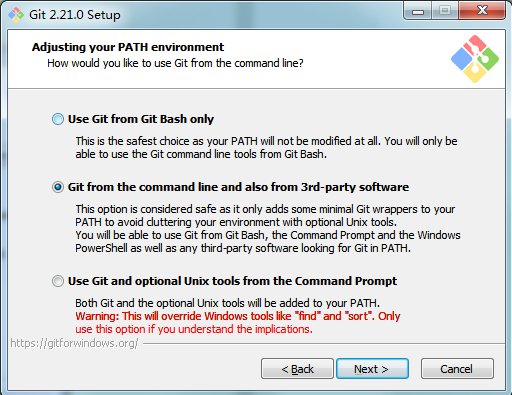 Git 2.21.0 Setup
Adjusting your PATH environment
How would you like to use Git from the command line?
Use Git from Git Bash only
This is the safest choice as your PATH will not be modified at all. You will only be
able to use the Git command line tools from Git Bash.
Git from the command line and also from 3rd-party software
This option is considered safe as it only adds some minimal Git wrappers to your
PATH to avoid cluttering your environment with optional Unix tools.
You will be able to use Git from Git Bash, the Command Prompt and the Windows
PowerShell as well as any third-party software looking for Git in PATH.
Use Git and optional Unix tools from the Command Prompt
Both Git and the optional Unix tools will be added to your PATH.
Warning: This will override Windows tools like "find" and "sort". Only
use this option if you understand the implications.
https://gitforwindows.org/
< Back
Next >
Cancel